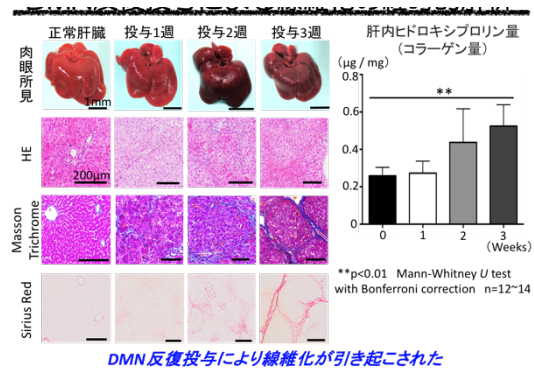 正常肝臓 投与1週 投与2週 投与3週
肉眼所見
1mm
HE
200μm
Masson
Trichrome
Sirius Red
肝内ヒドロキシプロリン量
(コラーゲン量)
(μg / mg)
0.8
0.6
0.4
0.2
0
**
0 1 2 3
(Weeks)
**p<0.01 Mann-Whitney U test
with Bonferroni correction n=12~14
DMN反復投与により線維化が引き起こされた